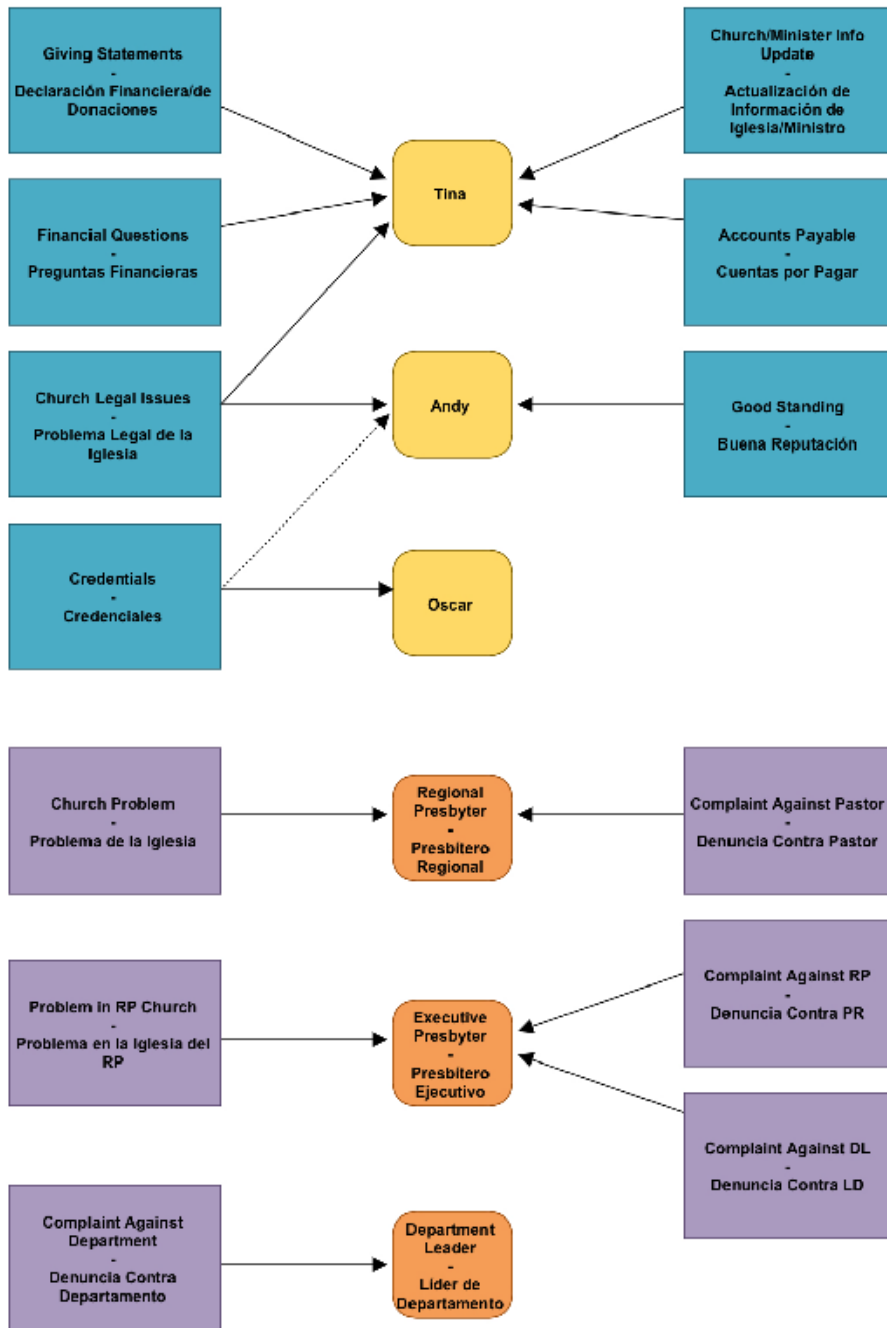 Giving Statements
-
Declaración Financiera/de
Donaciones
Church/Minister Info
Update
-
Actualización de
Información de
Iglesia/Ministro
Tina
Financial Questions
-
Preguntas Financieras
Accounts Payable
-
Cuentas por Pagar
Church Legal Issues
-
Problema Legal de la
Iglesia
Andy
Good Standing
-
Buena Reputación
Credentials
-
Credenciales
Oscar
Church Problem
-
Problema de la Iglesia
Regional
Presbyter
-
Presbitero
Regional
Complaint Against Pastor
-
Denuncia Contra Pastor
Problem in RP Church
-
Problema en la Iglesia del
RP
Executive
Presbyter
-
Presbitero
Ejecutivo
Complaint Against RP
-
Denuncia Contra PR
Complaint Against DL
-
Denuncia Contra LD
Complaint Against
Department
-
Denuncia Contra
Departamento
Department
Leader
-
Lider de
Departamento